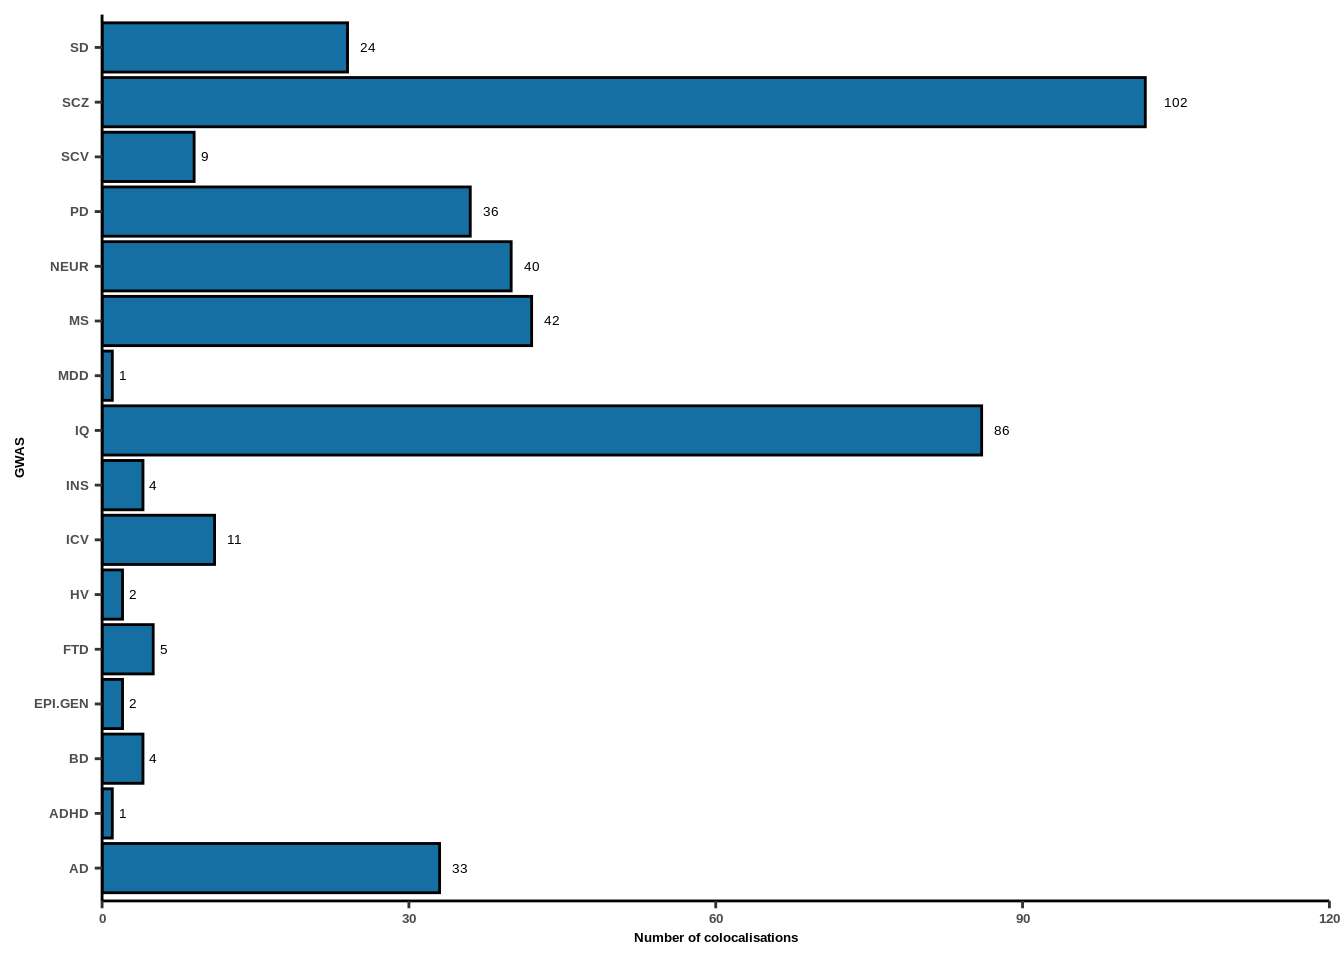 SD
24
SCZ
102
SCV
9
PD
36
NEUR
40
MS
42
MDD
1
IQ
86
GWAS
INS
4
ICV
11
HV
2
FTD
5
EPI.GEN
2
BD
4
ADHD
1
AD
33
0 30 60 90 120
Number of colocalisations